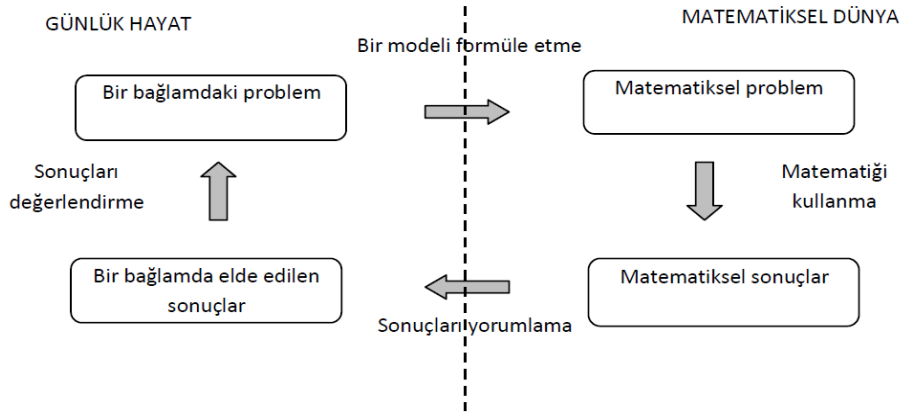 GÜNLÜK HAYAT
MATEMATİKSEL DÜNYA
Bir modeli formüle etme
Bir bağlamdaki problem
Matematiksel problem
Sonuçları
değerlendirme
Matematiği
kullanma
Bir bağlamda elde edilen
sonuçlar
Matematiksel sonuçlar
Sonuçları yorumlama